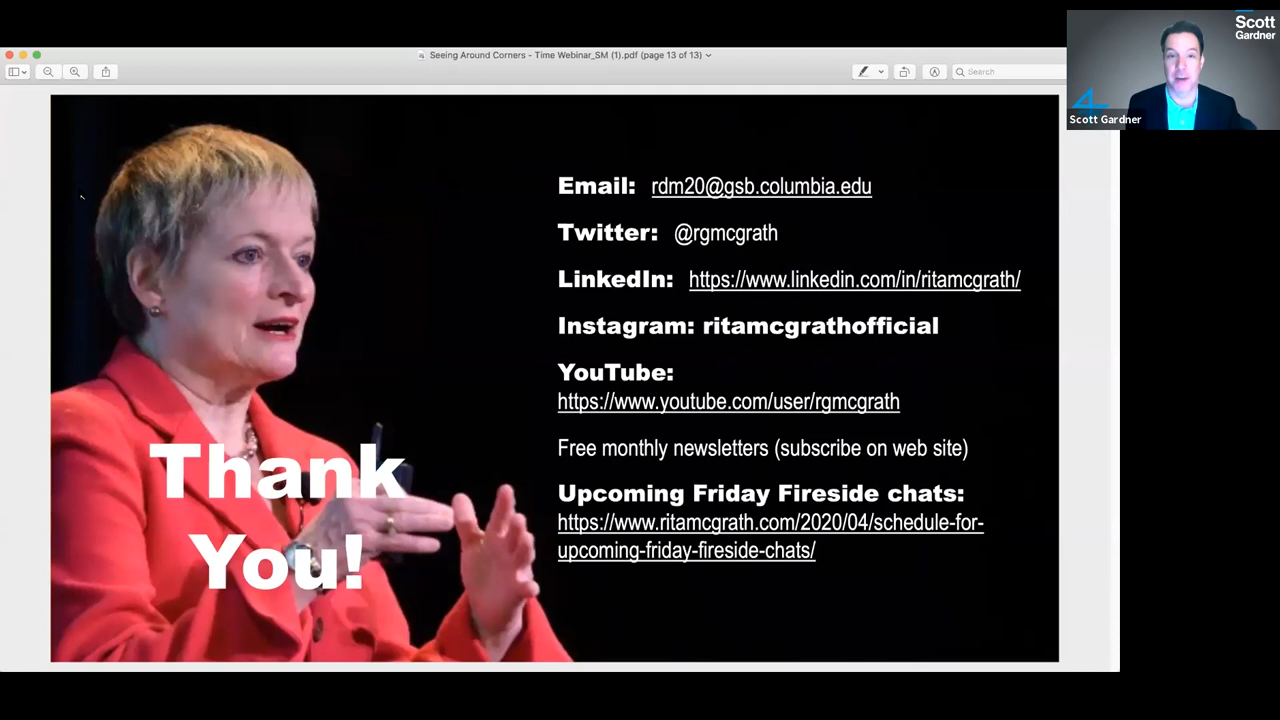 Seeing Around Corners - Time Webinar_SM (1).pdf (page 13 of 13)
Search
Scott
Gardner
Scott Gardner
Email: rdm20@gsb.columbia.edu
Twitter: @rgmcgrath
LinkedIn: https://www.linkedin.com/in/ritamcgrath/
Instagram: ritamcgrathofficial
YouTube:
https://www.youtube.com/user/rgmcgrath
Free monthly newsletters (subscribe on web site)
Upcoming Friday Fireside chats:
https://www.ritamcgrath.com/2020/04/schedule-for-
upcoming-friday-fireside-chats/
Thank
You!